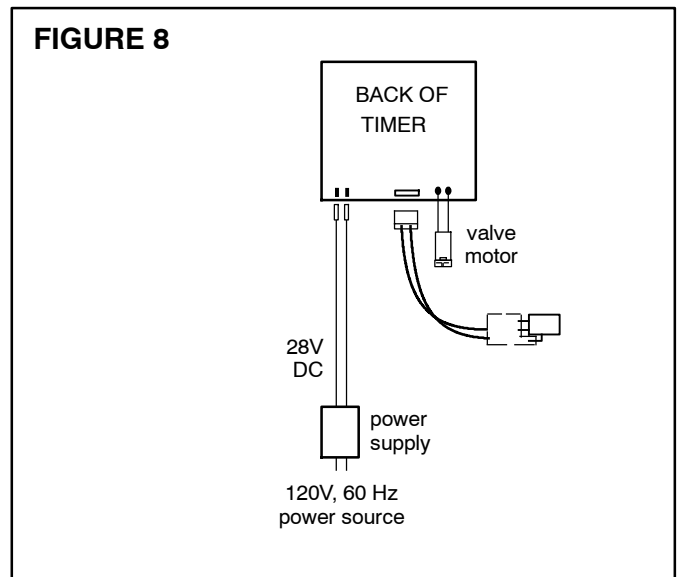 FIGURE 8
BACK OF
TIMER
valve
motor
28V
DC
power
supply
120V, 60 Hz
power source